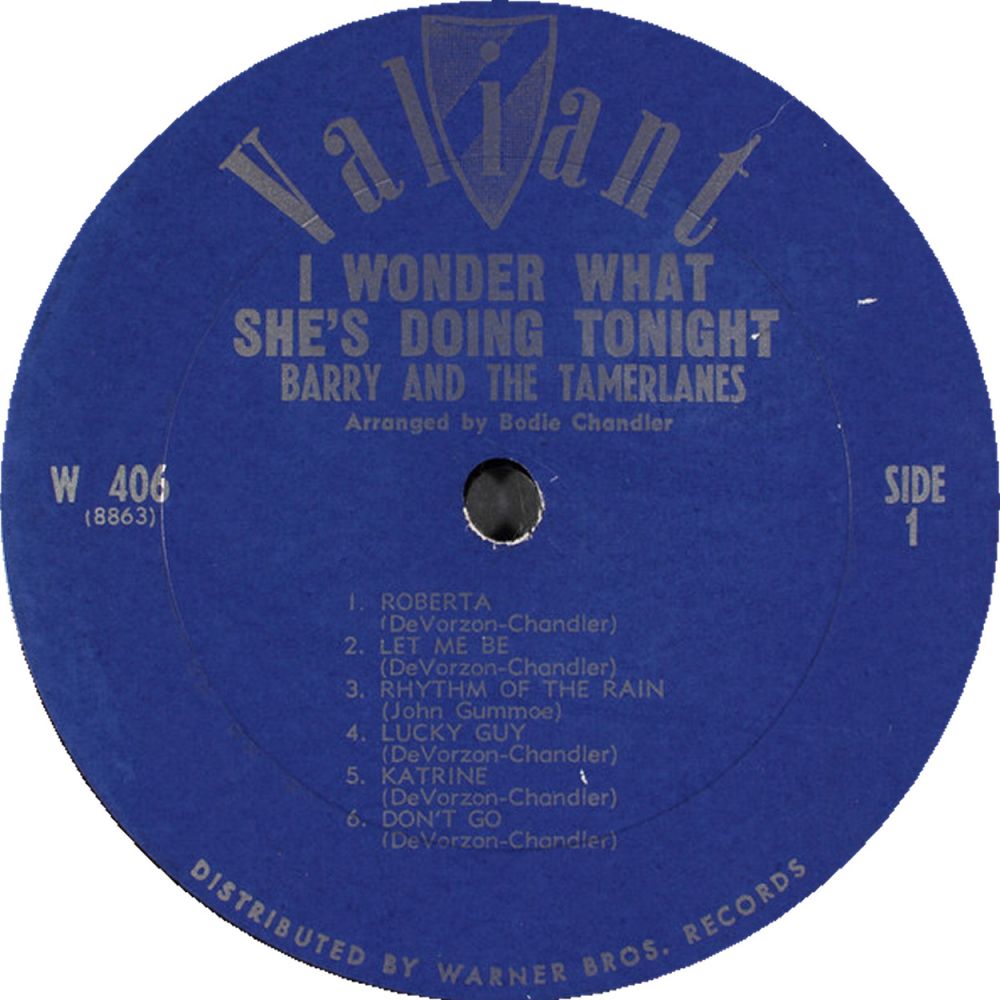 Valiant
I WONDER WHAT
SHE'S DOING TONIGHT
BARRY AND THE TAMERLANES
Arranged by Bodie Chandler
W 406
(8863)
SIDE
1
1. ROBERTA
(DeVorzon-Chandler)
2. LET ME BE
(DeVorzon-Chandler)
3. RHYTHM OF THE RAIN
(John Gummoe)
4. LUCKY GUY
(DeVorzon-Chandler)
5. KATRINE
(DeVorzon-Chandler)
6. DON'T GO
(DeVorzon-Chandler)
DISTRIBUTED BY WARNER BROS. RECORDS